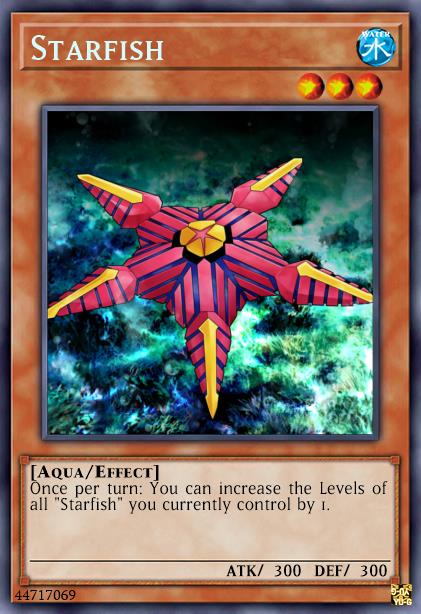 STARFISH
WATER
水
[AQUA/EFFECT]
Once per turn: You can increase the Levels of
all "Starfish" you currently control by 1.
ATK/ 300 DEF/ 300
44717069